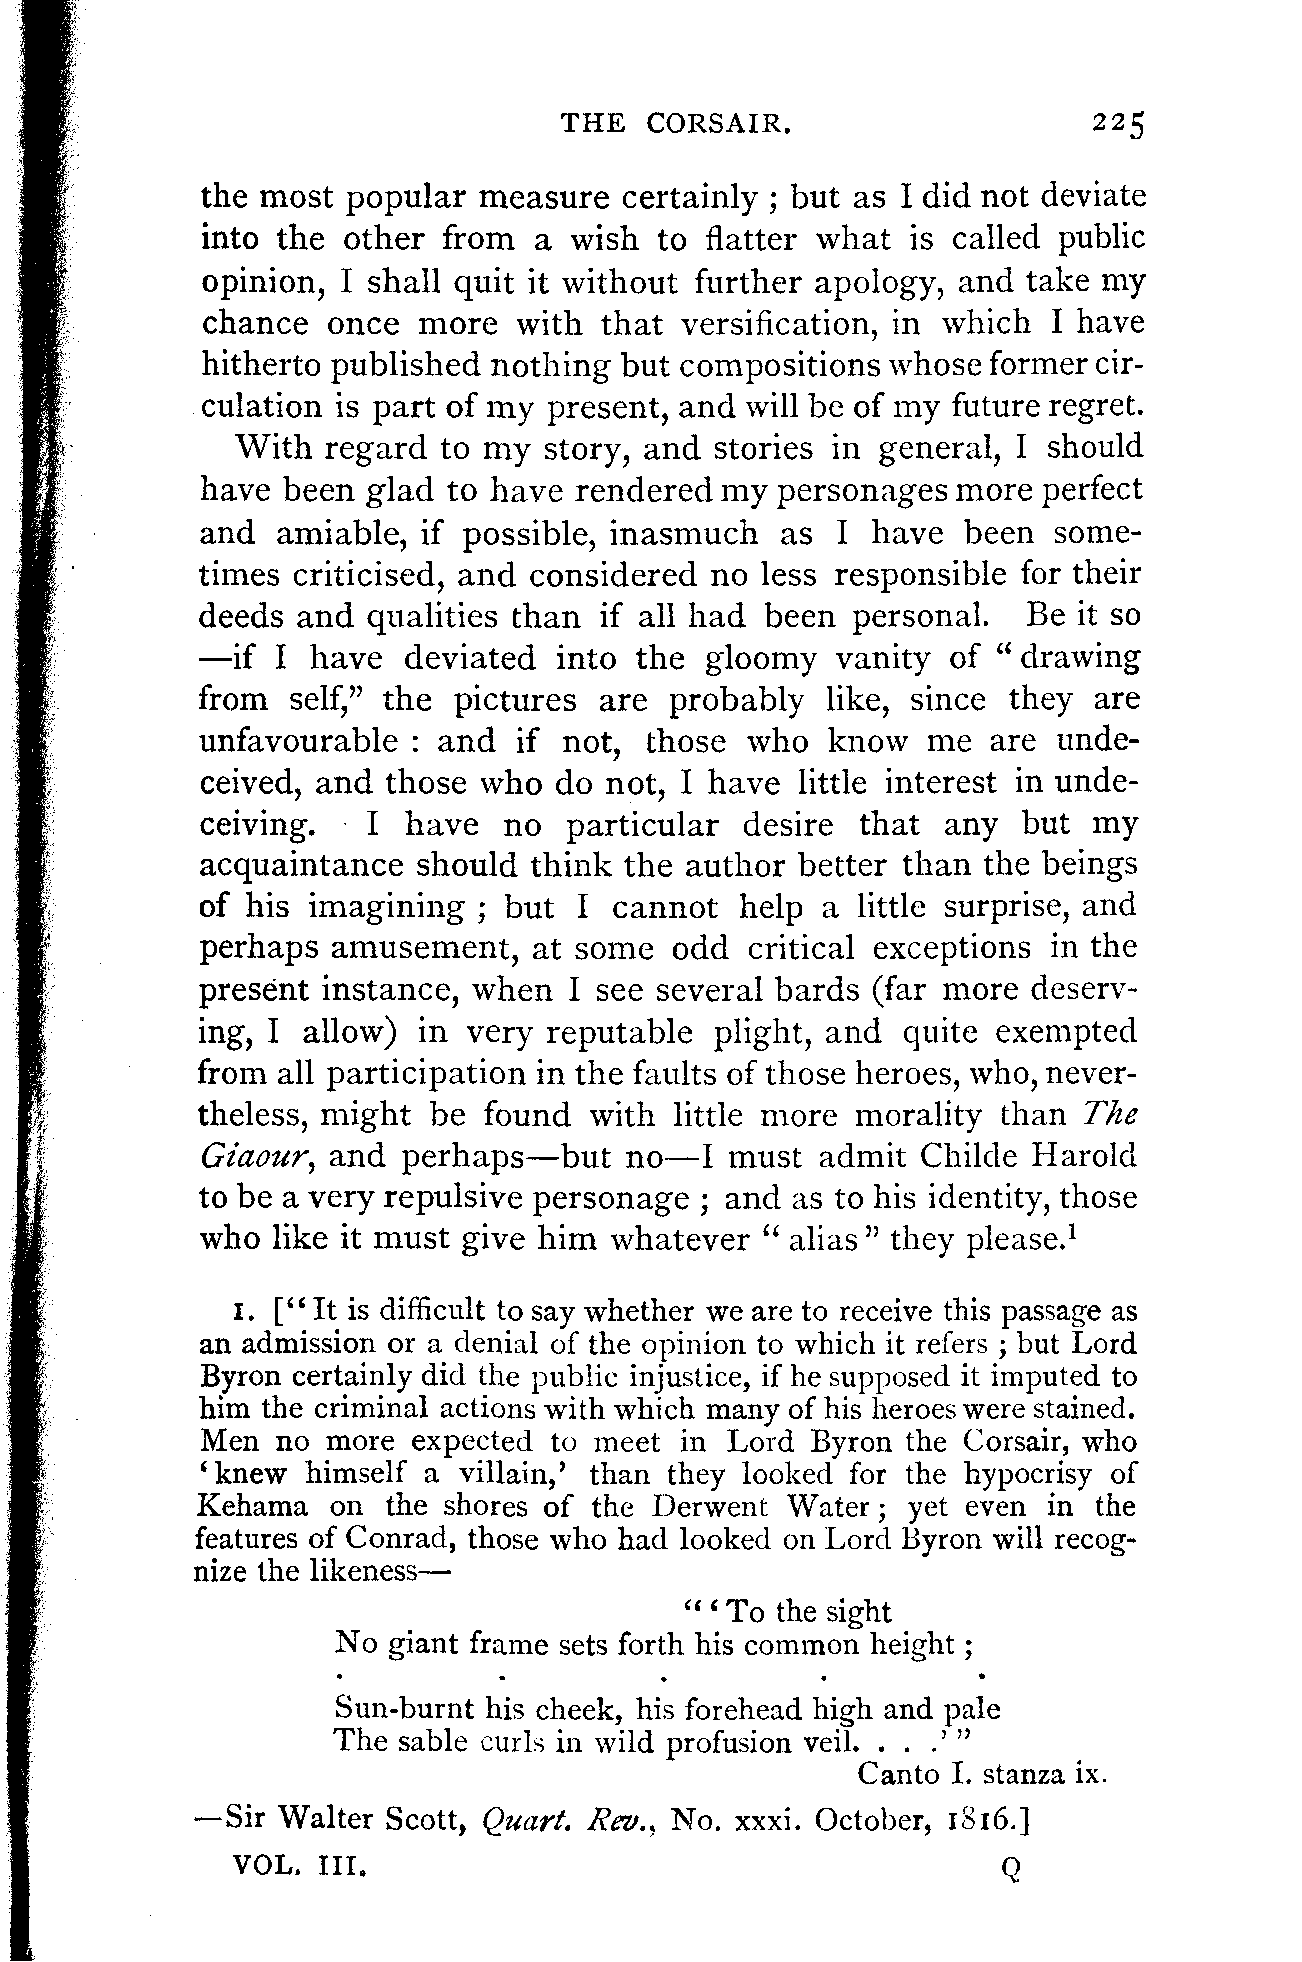 THE CORSAIR. 225
the most popular measure certainly ; but as I did not deviate
into the other from a wish to flatter what is called public
opinion, I shall quit it without further apology, and take my
chance once more with that versification, in which I have
hitherto published nothing but compositions whose former cir-
culation is part of my present, and will be of my future regret.
With regard to my story, and stories in general, I should
have been glad to have rendered my personages more perfect
and amiable, if possible, inasmuch as I have been some-
times criticised, and considered no less responsible for their
deeds and qualities than if all had been personal. Be it so
—if I have deviated into the gloomy vanity of “ drawing
from self,” the pictures are probably like, since they are
unfavourable : and if not, those who know me are unde-
ceived, and those who do not, I have little interest in unde-
ceiving. I have no particular desire that any but my
acquaintance should think the author better than the beings
of his imagining ; but I cannot help a little surprise, and
perhaps amusement, at some odd critical exceptions in the
present instance, when I see several bards (far more deserv-
ing, I allow) in very reputable plight, and quite exempted
from all participation in the faults of those heroes, who, never-
theless, might be found with little more morality than The
Giaour, and perhaps—but no—I must admit Childe Harold
to be a very repulsive personage ; and as to his identity, those
who like it must give him whatever “ alias ” they please.¹
1. [“ It is difficult to say whether we are to receive this passage as
an admission or a denial of the opinion to which it refers ; but Lord
Byron certainly did the public injustice, if he supposed it imputed to
him the criminal actions with which many of his heroes were stained.
Men no more expected to meet in Lord Byron the Corsair, who
‘ knew himself a villain,’ than they looked for the hypocrisy of
Kehama on the shores of the Derwent Water ; yet even in the
features of Conrad, those who had looked on Lord Byron will recog-
nize the likeness—
“ ‘ To the sight
No giant frame sets forth his common height ;
. . . . .
Sun-burnt his cheek, his forehead high and pale
The sable curls in wild profusion veil. . . .’ ”
Canto I. stanza ix.
—Sir Walter Scott, Quart. Rev., No. xxxi. October, 1816.]
VOL. III. Q